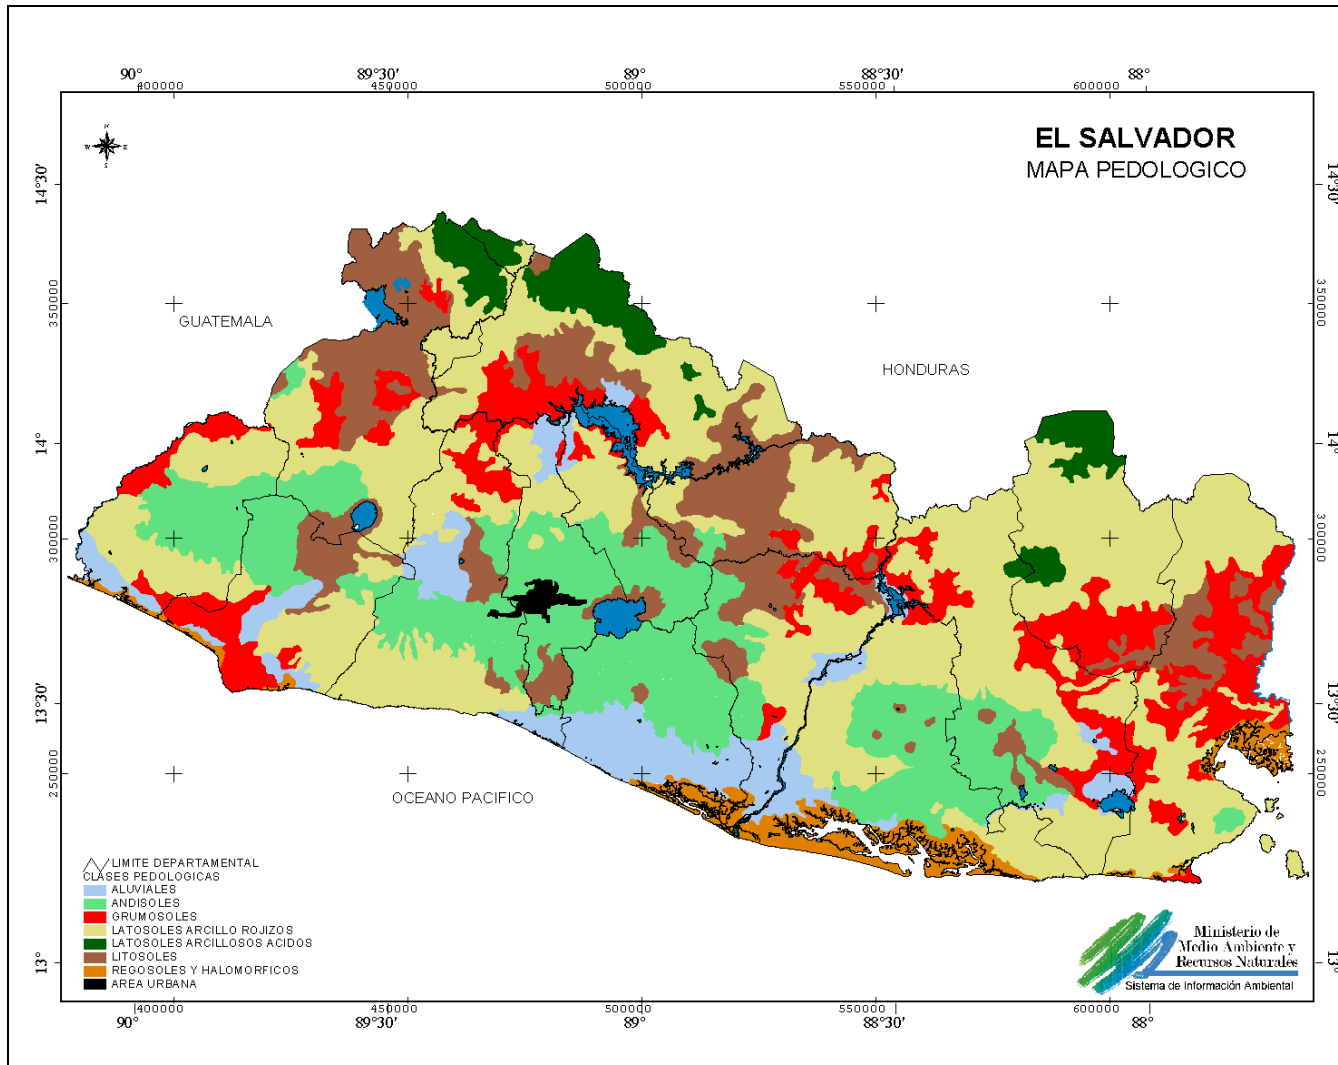 90° 89°30' 89° 88°30' 88°
400000 450000 500000 550000 600000
N
W E
S
EL SALVADOR
MAPA PEDOLOGICO
14°30' 14°30'
350000 350000
GUATEMALA
HONDURAS
14° 14°
300000 300000
13°30' 13°30'
250000 250000
OCEANO PACIFICO
LIMITE DEPARTAMENTAL
CLASES PEDOLOGICAS
ALUVIALES
ANDISOLES
GRUMOSOLES
LATOSOLES ARCILLO ROJIZOS
LATOSOLES ARCILLOSOS ACIDOS
LITOSOLES
REGOSOLES Y HALOMORFICOS
AREA URBANA
Ministerio de
Medio Ambiente y
Recursos Naturales
Sistema de Información Ambiental
13° 13°
400000 450000 500000 550000 600000
90° 89°30' 89° 88°30' 88°